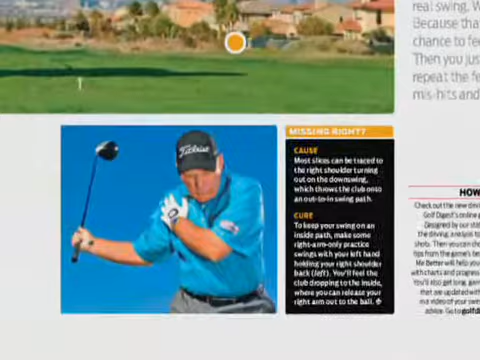 real swing. W
Because tha
chance to fee
Then you jus
repeat the fe
mis-hits and
Titleist
MISSING RIGHT?
CAUSE
Most slices can be traced to
the right shoulder turning
out on the downswing,
which throws the club onto
an out-to-in swing path.
CURE
To keep your swing on an
inside path, make some
right-arm-only practice
swings with your left hand
holding your right shoulder
back (left). You'll feel the
club dropping to the inside,
where you can release your
right arm out to the ball.
HOW
Check out the new
Golf Digest's online
Designed by our
the driving analysis to
shots. Then you can
tips from the game's be
Me Better will help you
with charts and progress
You'll also get long,
that are updated with
in a video of your swin
advice. Go to golfd